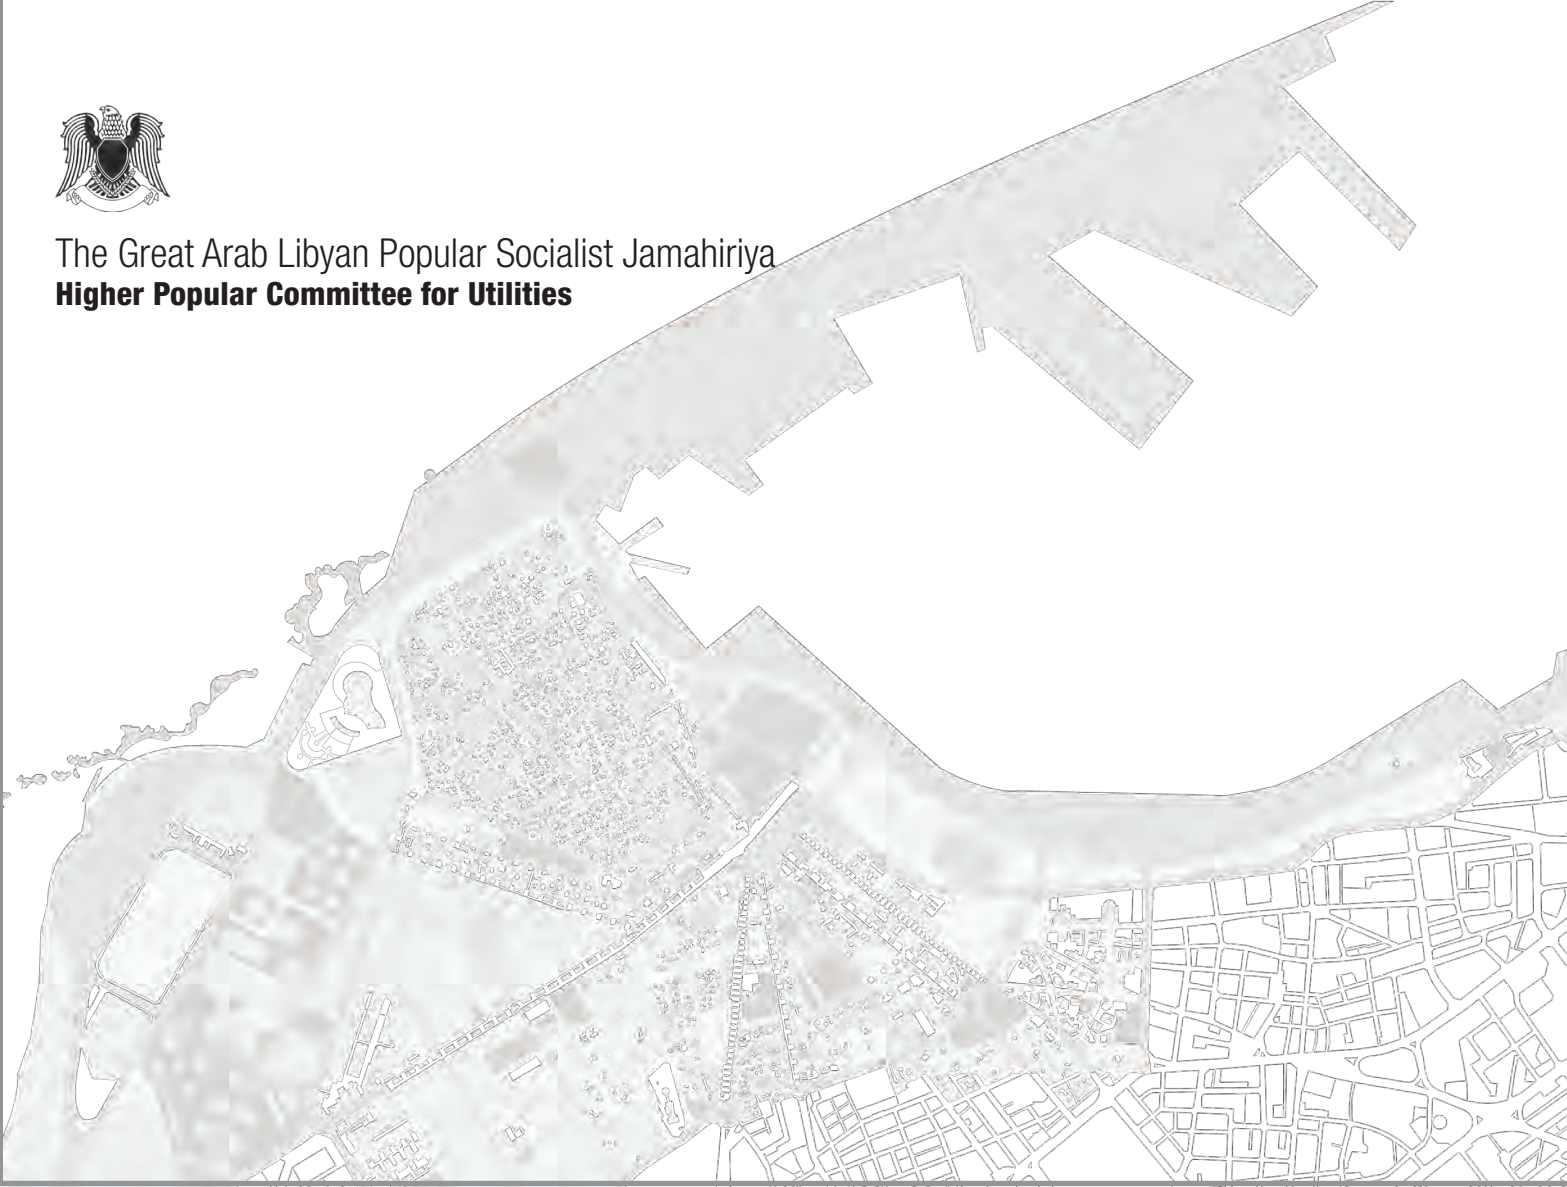 The Great Arab Libyan Popular Socialist Jamahiriya
Higher Popular Committee for Utilities